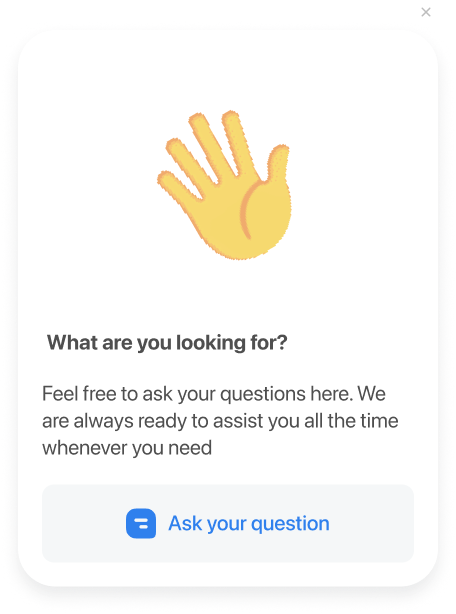 What are you looking for?
Feel free to ask your questions here. We
are always ready to assist you all the time
whenever you need
Ask your question